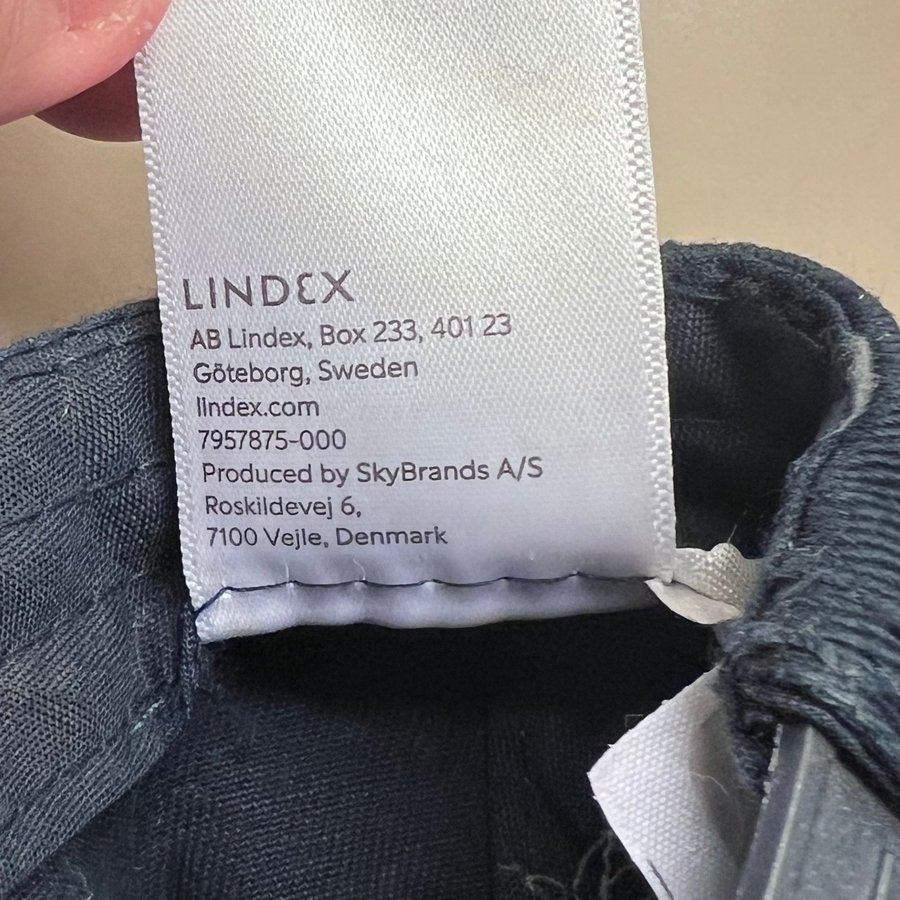 LINDEX
AB Lindex, Box 233, 401 23
Göteborg, Sweden
lindex.com
7957875-000
Produced by SkyBrands A/S
Roskildevej 6,
7100 Vejle, Denmark